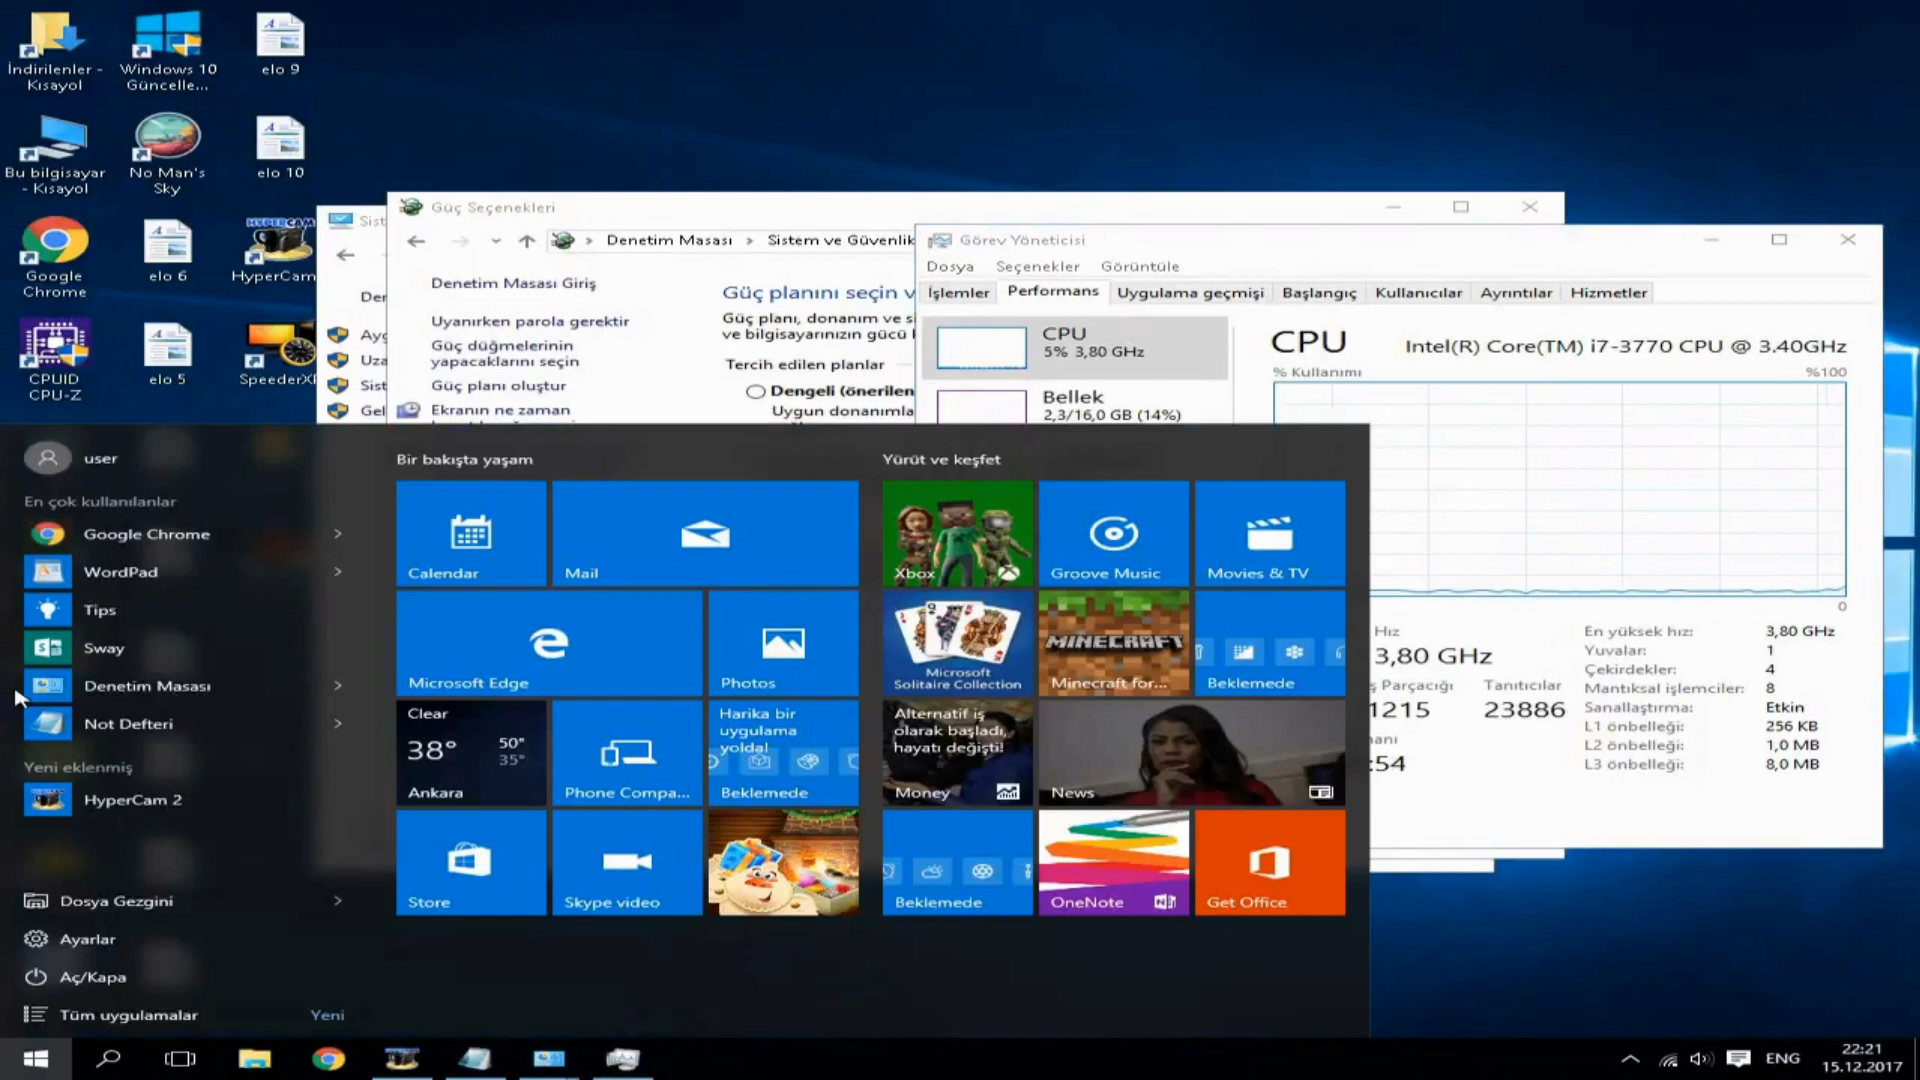 İndirilenler -
Kısayol
Windows 10
Güncelle...
elo 9
Bu bilgisayar
- Kısayol
No Man's
Sky
elo 10
Google
Chrome
elo 6
HYPERCAM
HyperCam
CPUID
CPU-Z
elo 5
SpeederXP
Sist
Der
Ayg
Uza
Sist
Gel
Güç Seçenekleri
Denetim Masası > Sistem ve Güvenlik
Denetim Masası Giriş
Uyanırken parola gerektir
Güç düğmelerinin
yapacaklarını seçin
Güç planı oluştur
Ekranın ne zaman
Güç planını seçin v
Güç planı, donanım ve si
ve bilgisayarınızın gücü
Tercih edilen planlar
Dengeli (önerilen
Uygun donanımla
Görev Yöneticisi
Dosya Seçenekler Görüntüle
İşlemler Performans Uygulama geçmişi Başlangıç Kullanıcılar Ayrıntılar Hizmetler
CPU
5% 3,80 GHz
Bellek
2,3/16,0 GB (14%)
CPU
Intel(R) Core(TM) i7-3770 CPU @ 3.40GHz
% Kullanımı
%100
0
Hız
3,80 GHz
ş Parçacığı Tanıtıcılar
1215 23886
anı
:54
En yüksek hız: 3,80 GHz
Yuvalar: 1
Çekirdekler: 4
Mantıksal işlemciler: 8
Sanallaştırma: Etkin
L1 önbelleği: 256 KB
L2 önbelleği: 1,0 MB
L3 önbelleği: 8,0 MB
user
En çok kullanılanlar
Google Chrome
WordPad
Tips
Sway
Denetim Masası
Not Defteri
Yeni eklenmiş
HyperCam 2
Dosya Gezgini
Ayarlar
Aç/Kapa
Tüm uygulamalar
Yeni
Bir bakışta yaşam
Calendar
Mail
Microsoft Edge
Photos
Clear
38°
50°
35°
Ankara
Phone Compa...
Harika bir
uygulama
yolda!
Beklemede
Store
Skype video
Yürüt ve keşfet
Xbox
Groove Music
Movies & TV
Microsoft
Solitaire Collection
MINECRAFT
Minecraft for...
Beklemede
Alternatif iş
olarak başladı,
hayatı değişti!
Money
News
Beklemede
OneNote
Get Office
ENG
22:21
15.12.2017